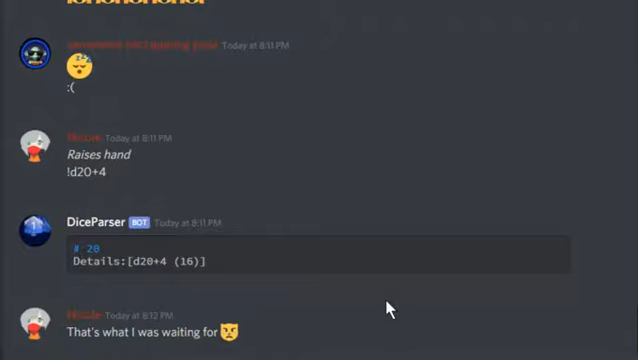 Today at 8:11 PM
:(
Today at 8:11 PM
Raises hand
!d20+4
DiceParser BOT Today at 8:11 PM
# 20
Details:[d20+4 (16)]
Today at 8:12 PM
That's what I was waiting for